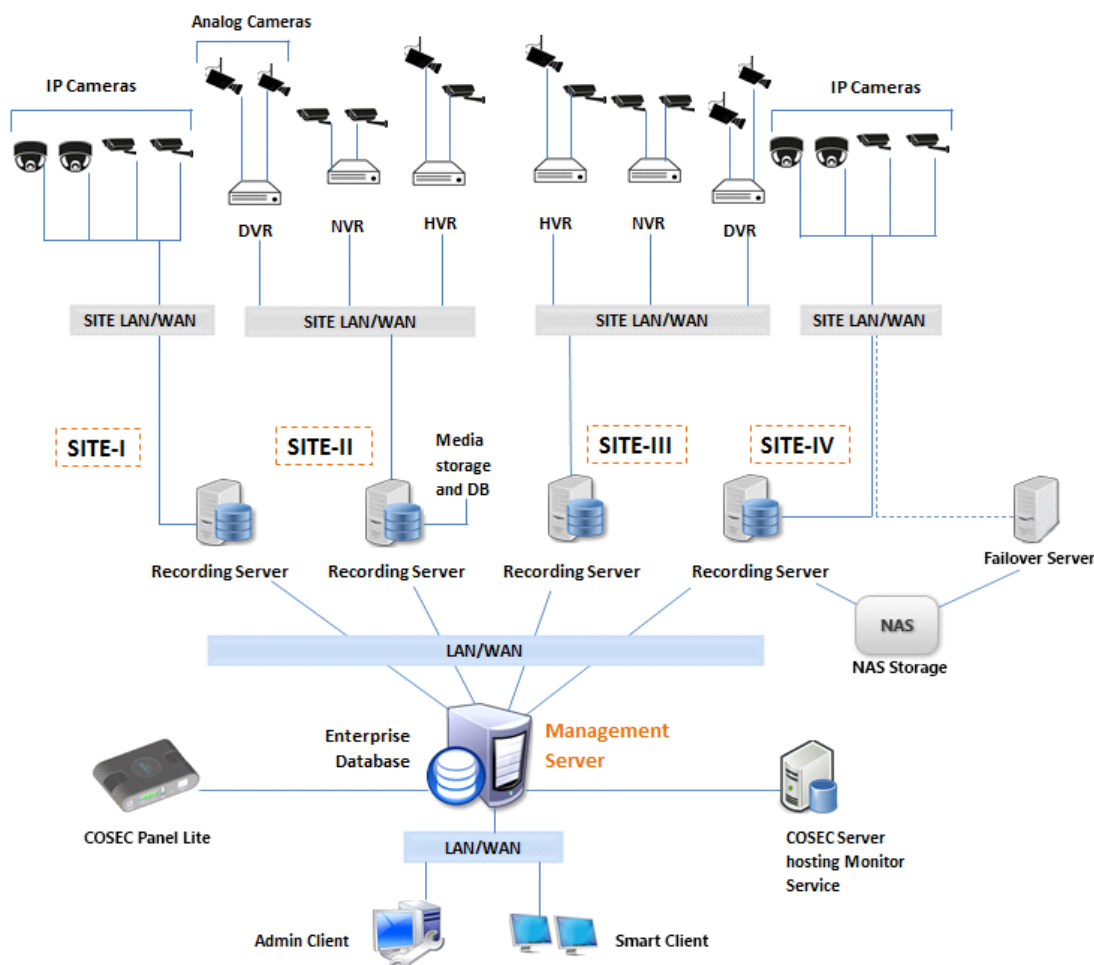 Analog Cameras
IP Cameras
IP Cameras
DVR
NVR
HVR
HVR
NVR
DVR
SITE LAN/WAN
SITE LAN/WAN
SITE LAN/WAN
SITE LAN/WAN
SITE-I
SITE-II
Media
storage
and DB
SITE-III
SITE-IV
Recording Server
Recording Server
Recording Server
Recording Server
Failover Server
NAS
NAS Storage
LAN/WAN
Enterprise
Database
Management
Server
COSEC Panel Lite
COSEC Server
hosting Monitor
Service
LAN/WAN
Admin Client
Smart Client